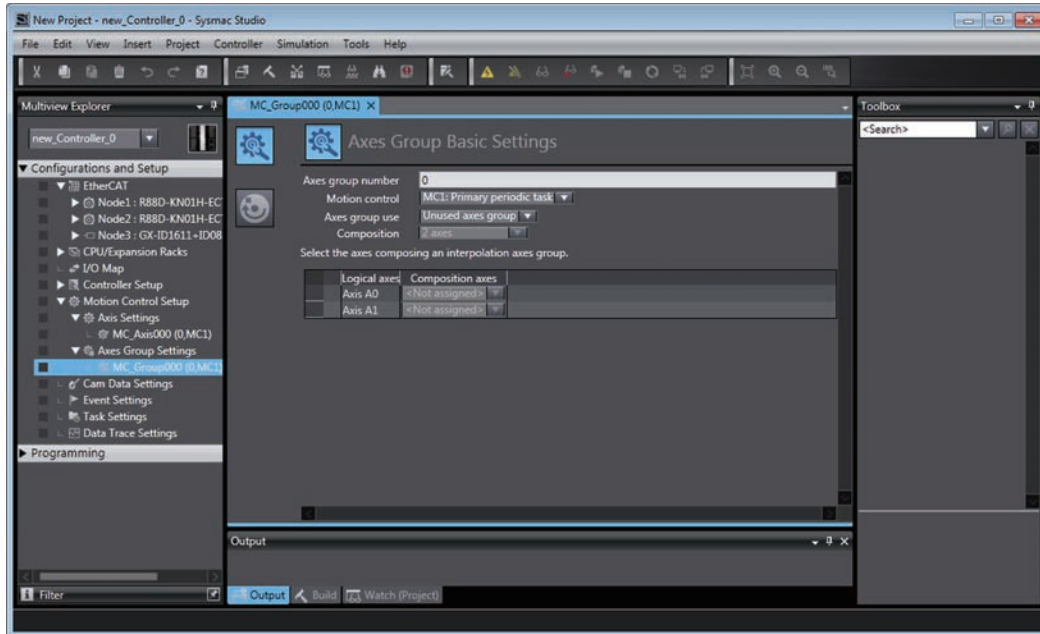 New Project - new_Controller_0 - Sysmac Studio
File Edit View Insert Project Controller Simulation Tools Help
Multiview Explorer
new_Controller_0
Configurations and Setup
EtherCAT
Node1 : R88D-KN01H-EC
Node2 : R88D-KN01H-EC
Node3 : GX-ID1611+ID08
CPU/Expansion Racks
I/O Map
Controller Setup
Motion Control Setup
Axis Settings
MC_Axis000 (0,MC1)
Axes Group Settings
MC_Group000 (0,MC1)
Cam Data Settings
Event Settings
Task Settings
Data Trace Settings
Programming
Filter
MC_Group000 (0,MC1)
Axes Group Basic Settings
Axes group number 0
Motion control MC1: Primary periodic task
Axes group use Unused axes group
Composition 2 axes
Select the axes composing an interpolation axes group.
Logical axes Composition axes
Axis A0 <Not assigned>
Axis A1 <Not assigned>
Output
Output Build Watch (Project)
Toolbox
<Search>